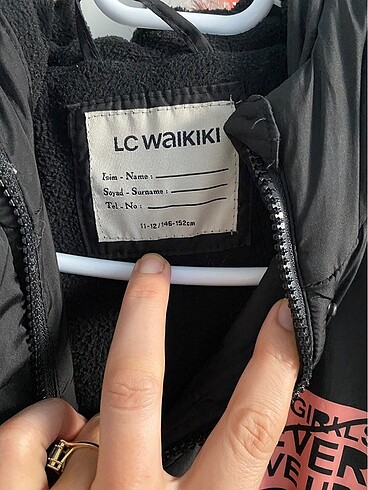 LC WAIKIKI
İsim - Name :
Soyad - Surname :
Tel - No :
11-12 / 146-152cm
GIRLS